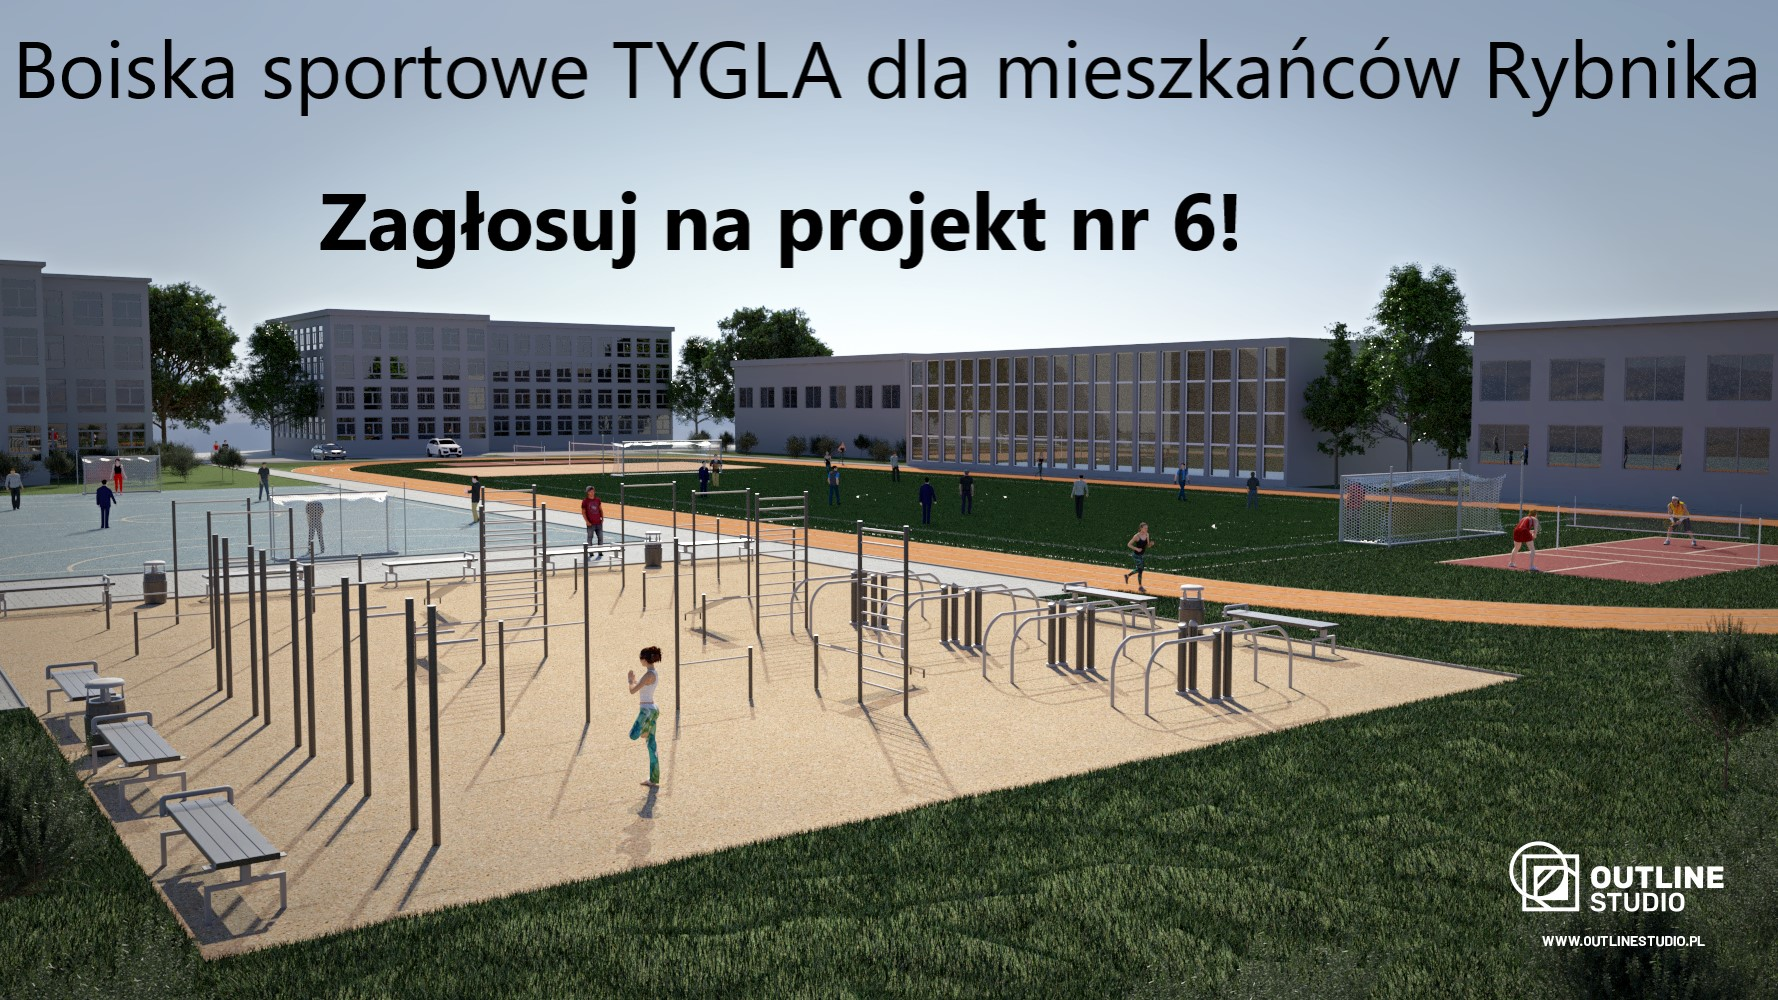 Boiska sportowe TYGLA dla mieszkańców Rybnika
Zagłosuj na projekt nr 6!
OUTLINE
STUDIO
WWW.OUTLINESTUDIO.PL